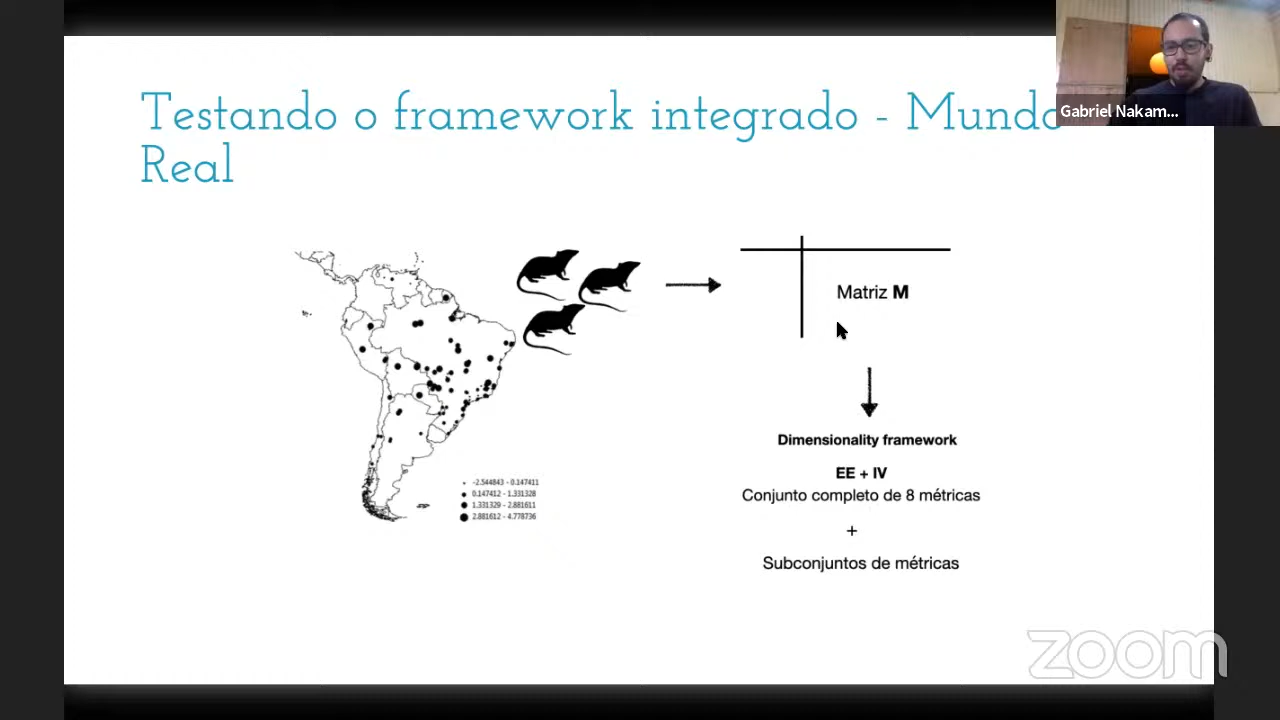 Testando o framework integrado - Mundo
Real
Gabriel Nakam...
Matriz M
Dimensionality framework
EE + IV
Conjunto completo de 8 métricas
+
Subconjuntos de métricas
-2.544843 - 0.147411
0.147412 - 1.331328
1.331329 - 2.881611
2.881612 - 4.778736
zoom